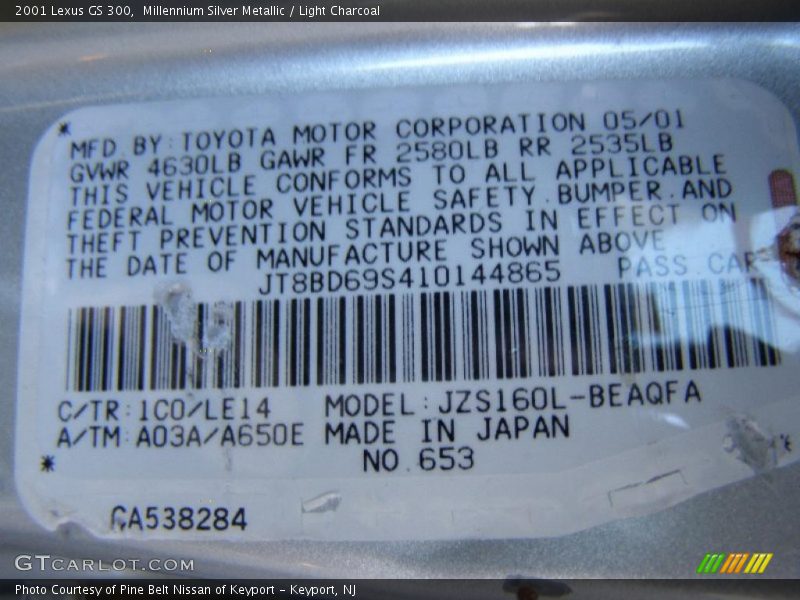 2001 Lexus GS 300, Millennium Silver Metallic / Light Charcoal
MFD. BY: TOYOTA MOTOR CORPORATION 05/01
GVWR 4630LB GAWR FR 2580LB RR 2535LB
THIS VEHICLE CONFORMS TO ALL APPLICABLE
FEDERAL MOTOR VEHICLE SAFETY, BUMPER, AND
THEFT PREVENTION STANDARDS IN EFFECT ON
THE DATE OF MANUFACTURE SHOWN ABOVE
JT8BD69S410144865 PASS. CAR
C/TR: 1C0/LE14 MODEL: JZS160L-BEAQFA
A/TM: A03A/A650E MADE IN JAPAN
NO. 653
CA538284
GTCARLOT.COM
Photo Courtesy of Pine Belt Nissan of Keyport - Keyport, NJ